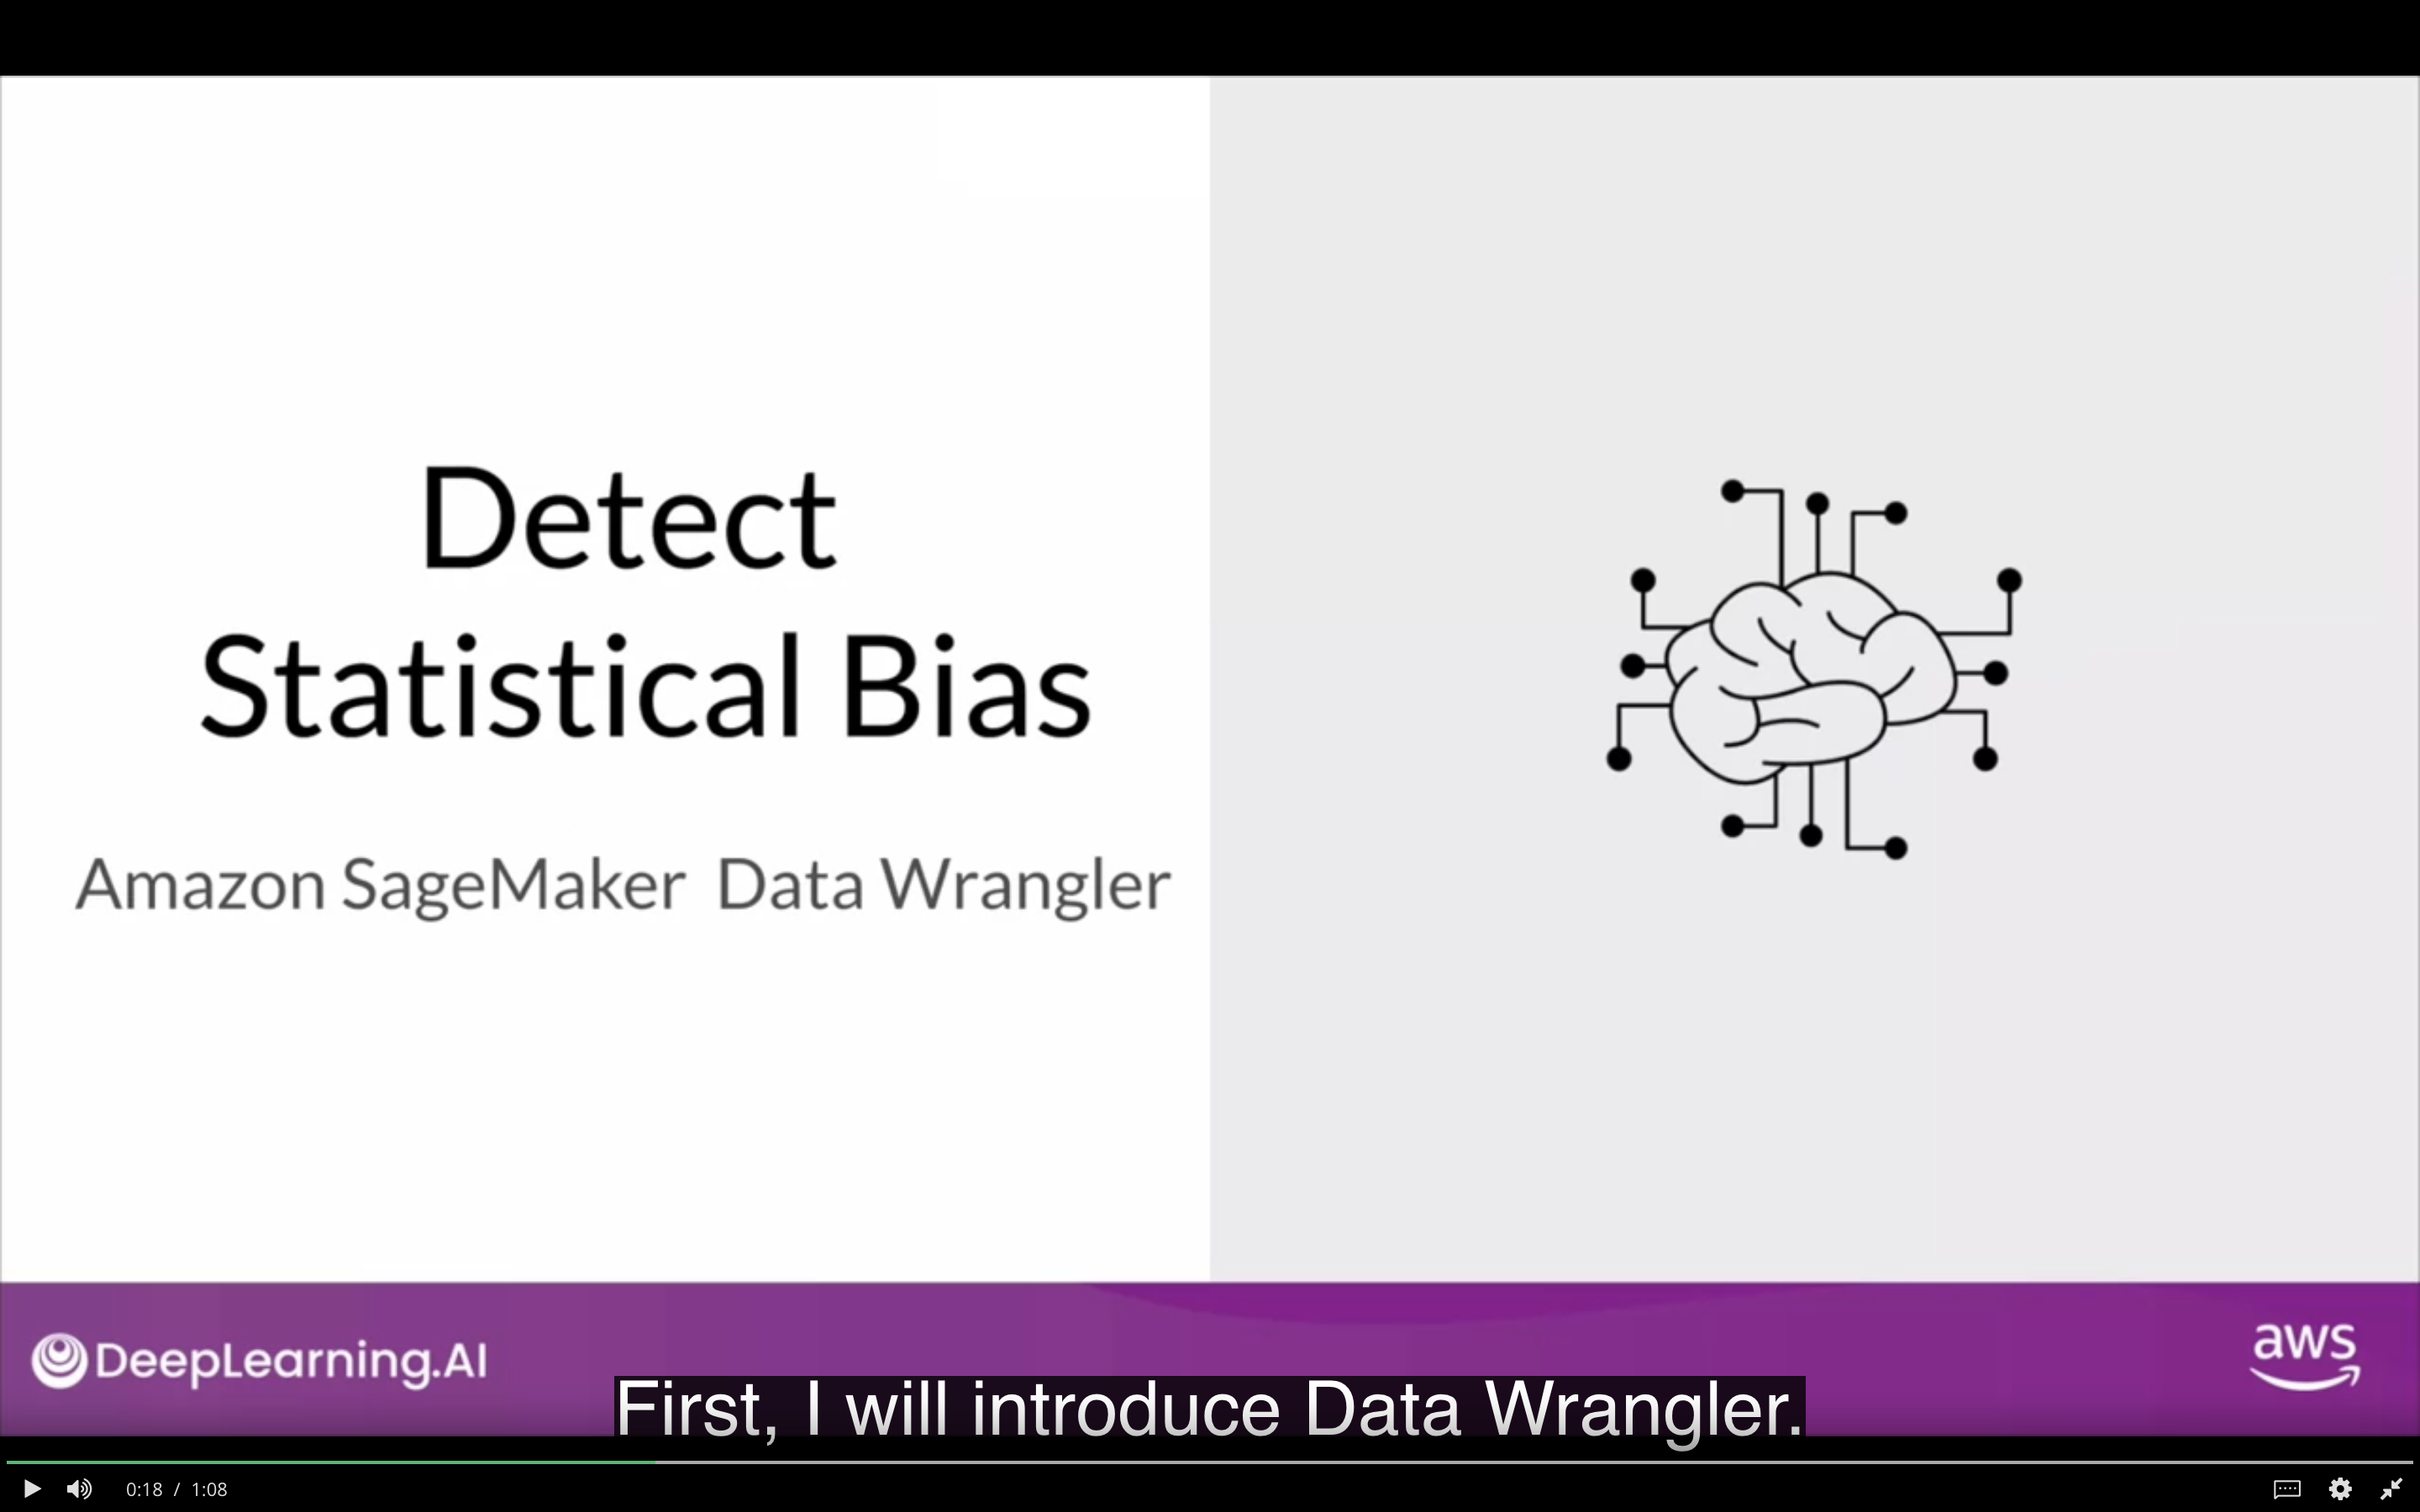 Detect
Statistical Bias
Amazon SageMaker Data Wrangler
DeepLearning.AI
aws
First, I will introduce Data Wrangler.
0:18 / 1:08